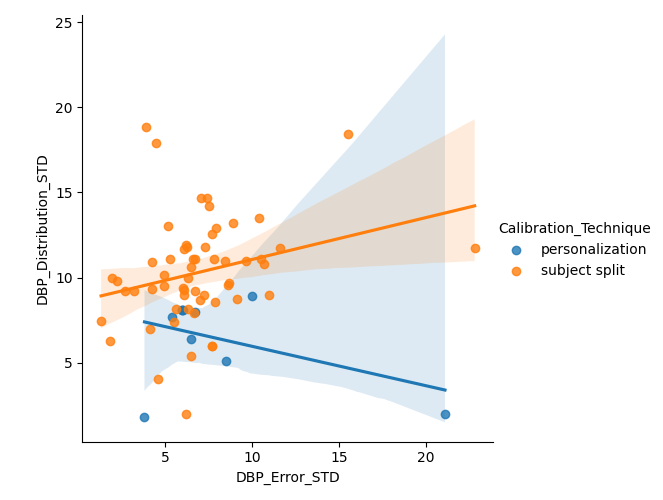 25
20
15
10
5
DBP_Distribution_STD
5
10
15
20
DBP_Error_STD
Calibration_Technique
personalization
subject split